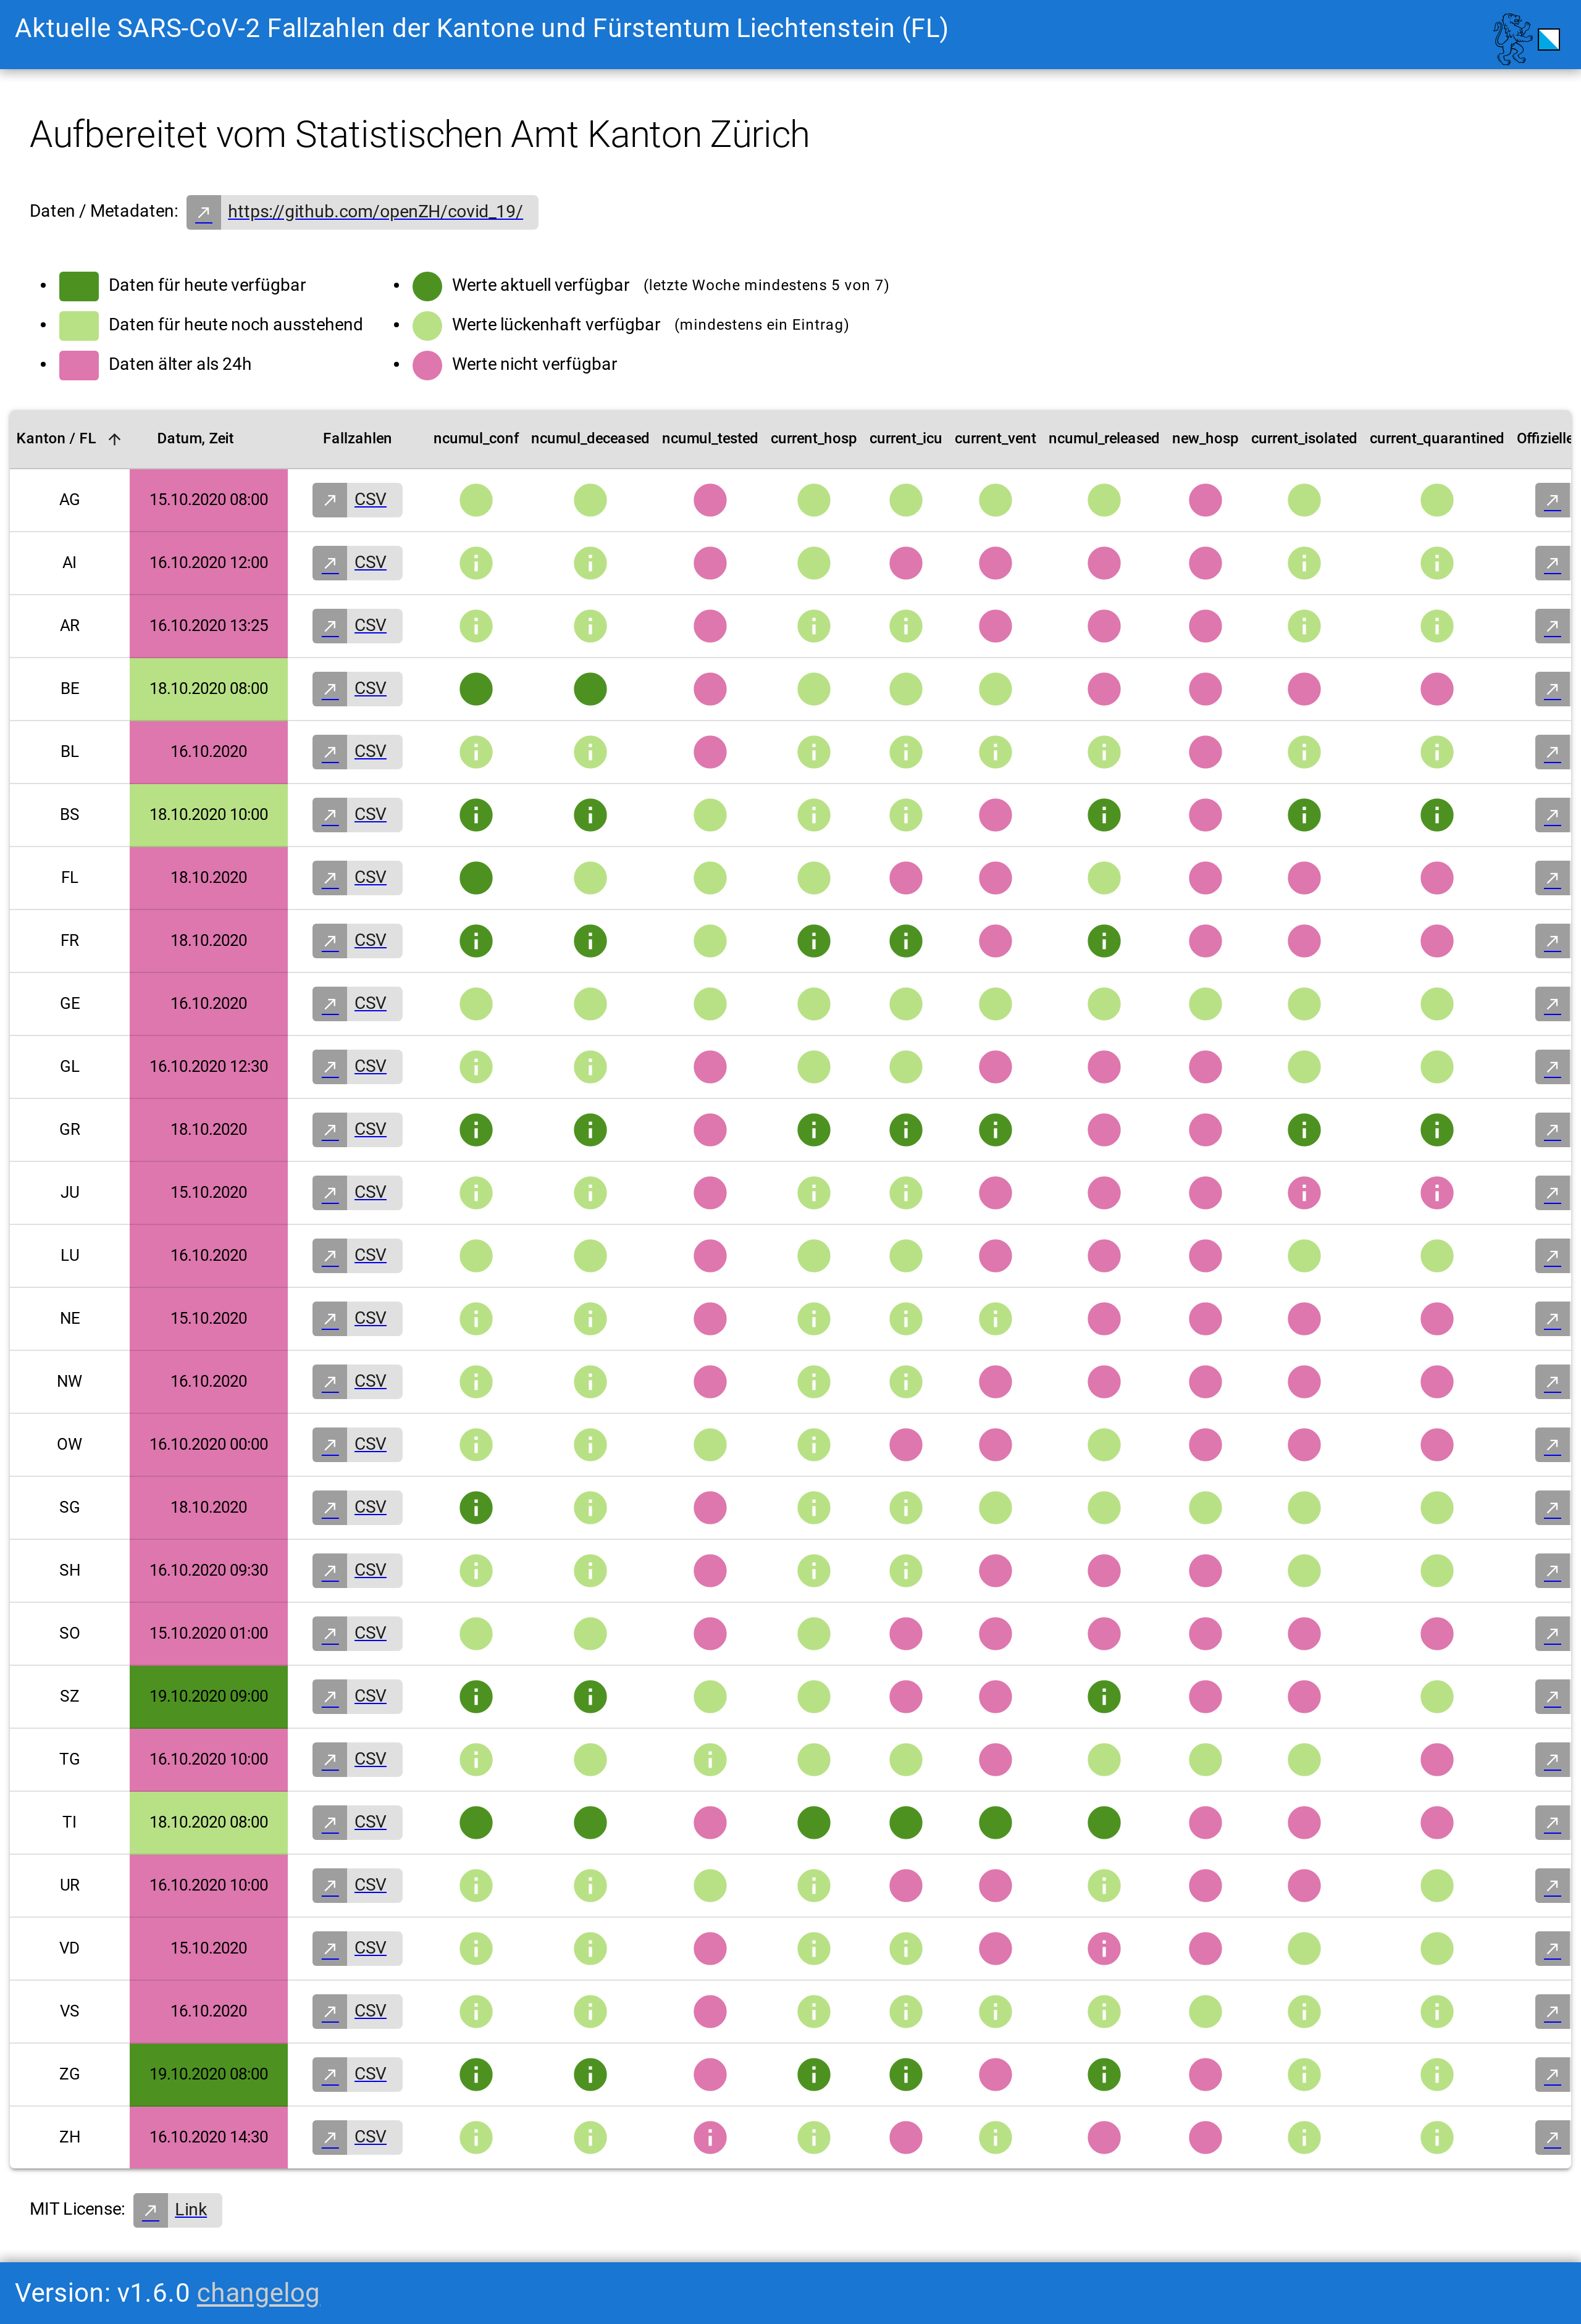 Aktuelle SARS-CoV-2 Fallzahlen der Kantone und Fürstentum Liechtenstein (FL)
Aufbereitet vom Statistischen Amt Kanton Zürich
Daten / Metadaten: https://github.com/openZH/covid_19/
Daten für heute verfügbar
Daten für heute noch ausstehend
Daten älter als 24h
Werte aktuell verfügbar (letzte Woche mindestens 5 von 7)
Werte lückenhaft verfügbar (mindestens ein Eintrag)
Werte nicht verfügbar
Kanton / FL Datum, Zeit Fallzahlen ncumul_conf ncumul_deceased ncumul_tested current_hosp current_icu current_vent ncumul_released new_hosp current_isolated current_quarantined Offizielle
AG 15.10.2020 08:00 CSV
AI 16.10.2020 12:00 CSV
AR 16.10.2020 13:25 CSV
BE 18.10.2020 08:00 CSV
BL 16.10.2020 CSV
BS 18.10.2020 10:00 CSV
FL 18.10.2020 CSV
FR 18.10.2020 CSV
GE 16.10.2020 CSV
GL 16.10.2020 12:30 CSV
GR 18.10.2020 CSV
JU 15.10.2020 CSV
LU 16.10.2020 CSV
NE 15.10.2020 CSV
NW 16.10.2020 CSV
OW 16.10.2020 00:00 CSV
SG 18.10.2020 CSV
SH 16.10.2020 09:30 CSV
SO 15.10.2020 01:00 CSV
SZ 19.10.2020 09:00 CSV
TG 16.10.2020 10:00 CSV
TI 18.10.2020 08:00 CSV
UR 16.10.2020 10:00 CSV
VD 15.10.2020 CSV
VS 16.10.2020 CSV
ZG 19.10.2020 08:00 CSV
ZH 16.10.2020 14:30 CSV
MIT License: Link
Version: v1.6.0 changelog